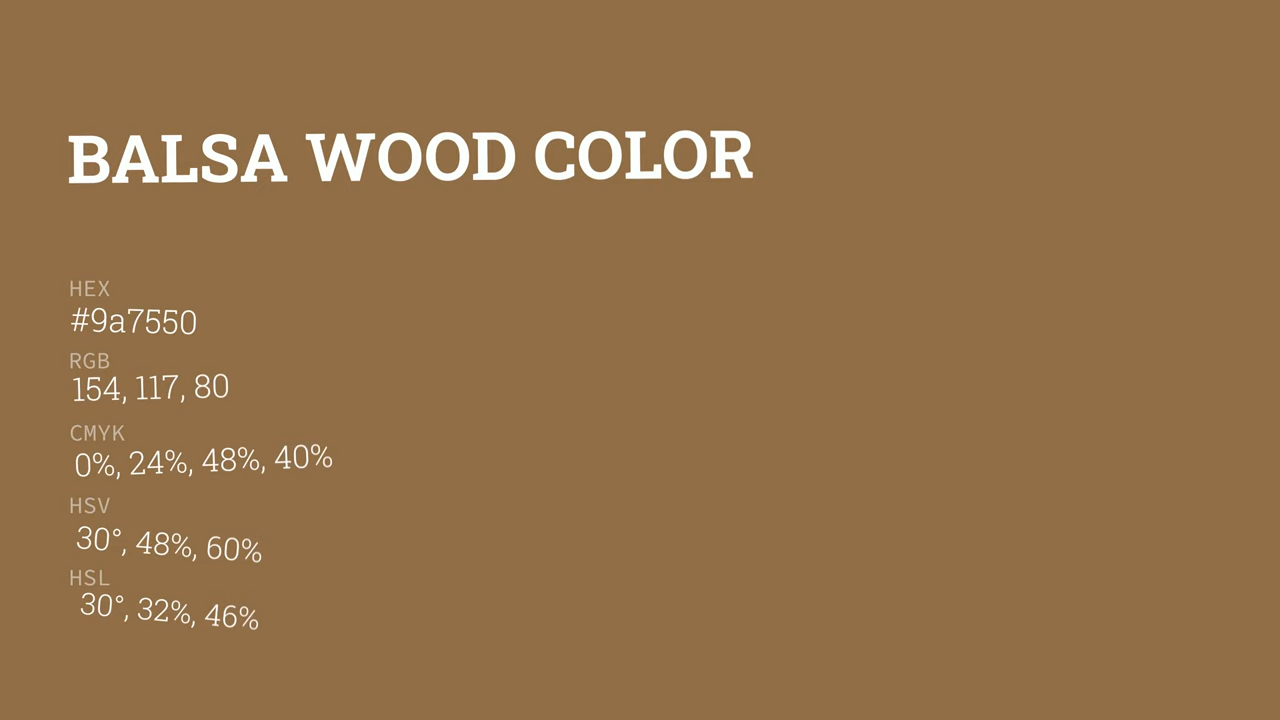 BALSA WOOD COLOR
HEX
#9a7550
RGB
154, 117, 80
CMYK
0%, 24%, 48%, 40%
HSV
30°, 48%, 60%
HSL
30°, 32%, 46%